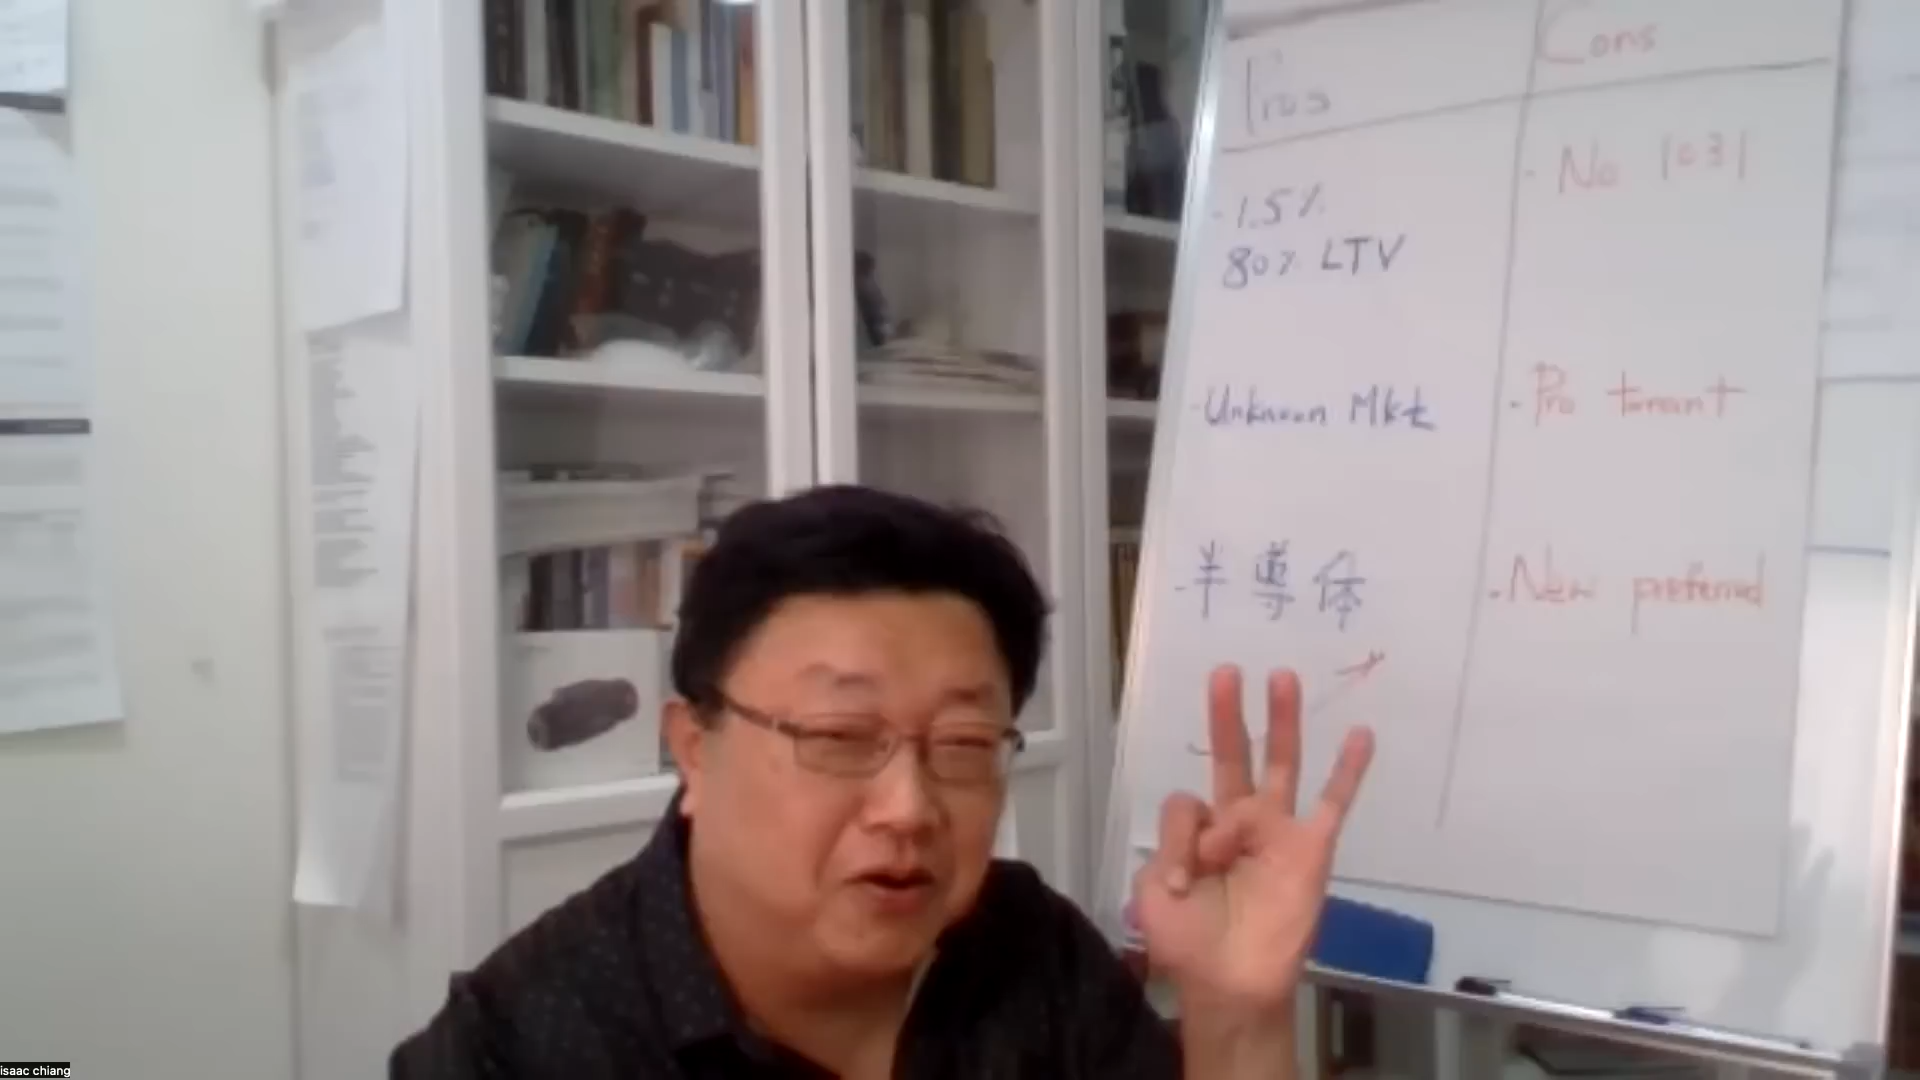 Pros
Cons
- 1.5%
80% LTV
- No 1031
- Unknown Mkt
- Pro tenant
- 半導体
- New preferred
isaac chiang